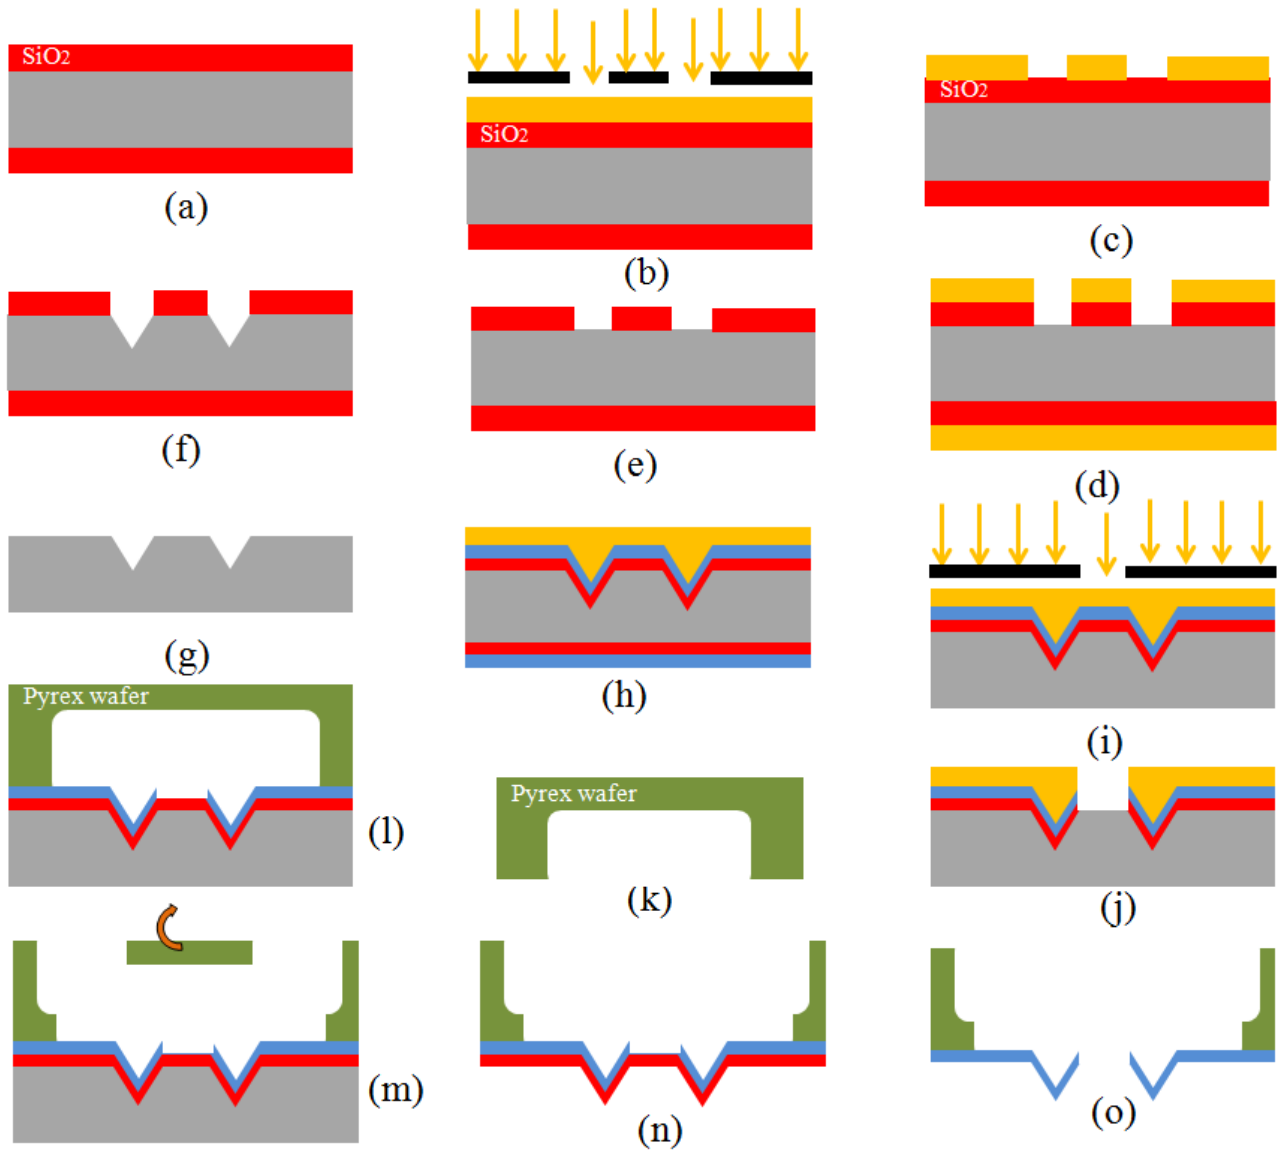 SiO2
(a)
SiO2
(b)
SiO2
(c)
(f)
(e)
(d)
(g)
(h)
(i)
Pyrex wafer
(l)
Pyrex wafer
(k)
(j)
(m)
(n)
(o)